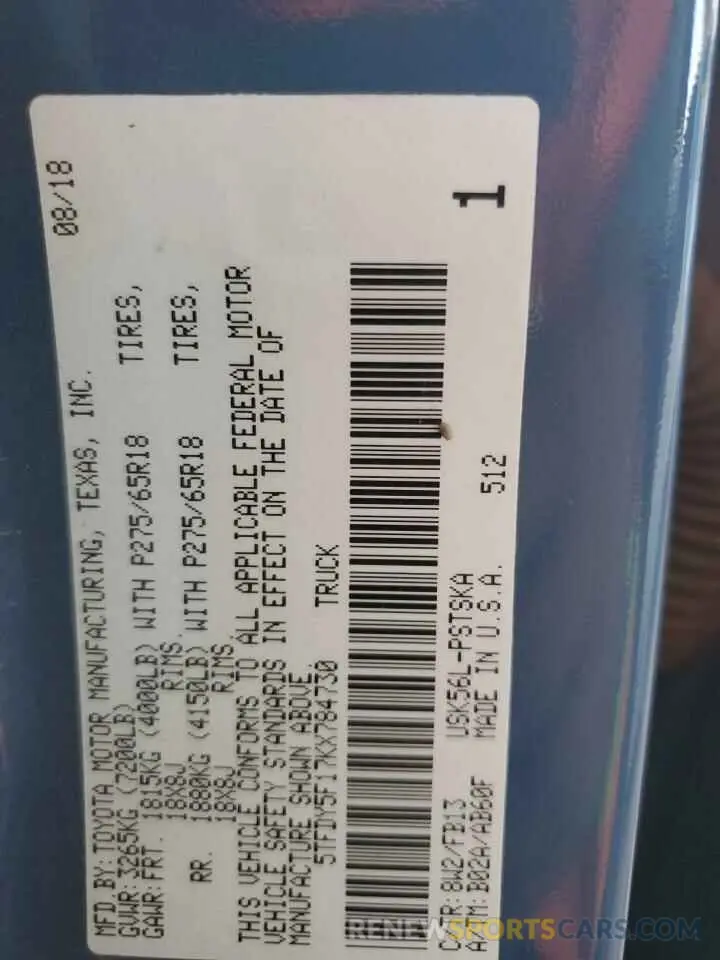 MFD.BY:TOYOTA MOTOR MANUFACTURING, TEXAS, INC. 08/18
GVWR:3265KG (7200LB)
GAWR:FRT. 1815KG (4000LB) WITH P275/65R18 TIRES,
18X8J RIMS,
RR. 1880KG (4150LB) WITH P275/65R18 TIRES,
18X8J RIMS,
THIS VEHICLE CONFORMS TO ALL APPLICABLE FEDERAL MOTOR
VEHICLE SAFETY STANDARDS IN EFFECT ON THE DATE OF
MANUFACTURE SHOWN ABOVE.
5TFDY5F17KX784730 TRUCK
C/TR:8W2/FB13 USK56L-PSTSKA 1
A/TM:B02A/AB60F MADE IN U.S.A. 512
RENEWSPORTSCARS.COM